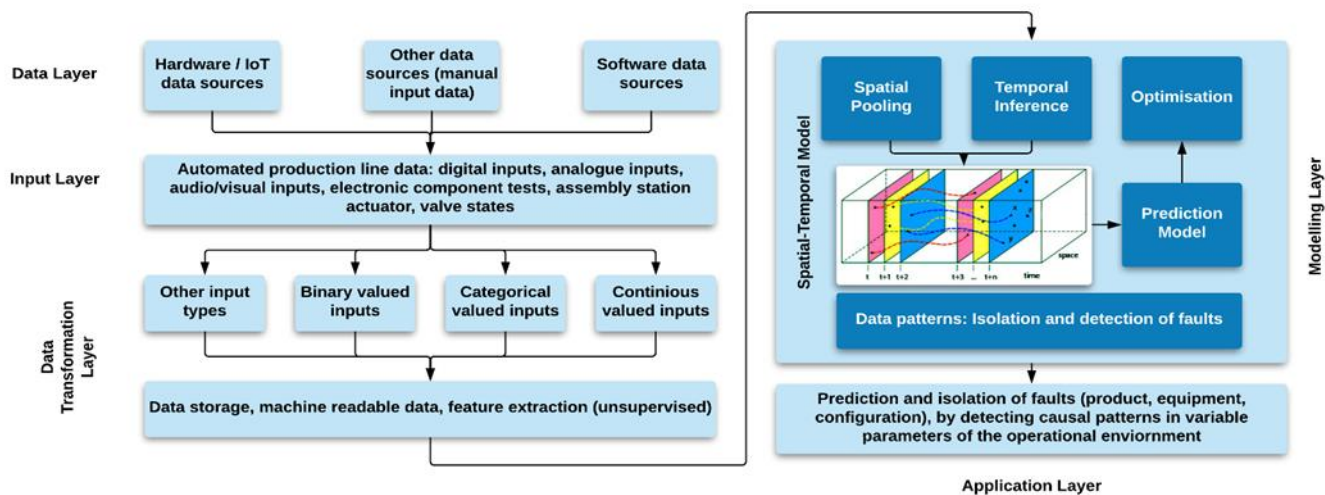 Data Layer
Hardware / IoT
data sources
Other data
sources (manual
input data)
Software data
sources
Input Layer
Automated production line data: digital inputs, analogue inputs,
audio/visual inputs, electronic component tests, assembly station
actuator, valve states
Data
Transformation
Layer
Other input
types
Binary valued
inputs
Categorical
valued inputs
Continious
valued inputs
Data storage, machine readable data, feature extraction (unsupervised)
Spatial-Temporal Model
Spatial
Pooling
Temporal
Inference
Optimisation
space
t
t+1
t+2
t+3
...
t+n
time
Prediction
Model
Data patterns: Isolation and detection of faults
Modelling Layer
Prediction and isolation of faults (product, equipment,
configuration), by detecting causal patterns in variable
parameters of the operational enviornment
Application Layer